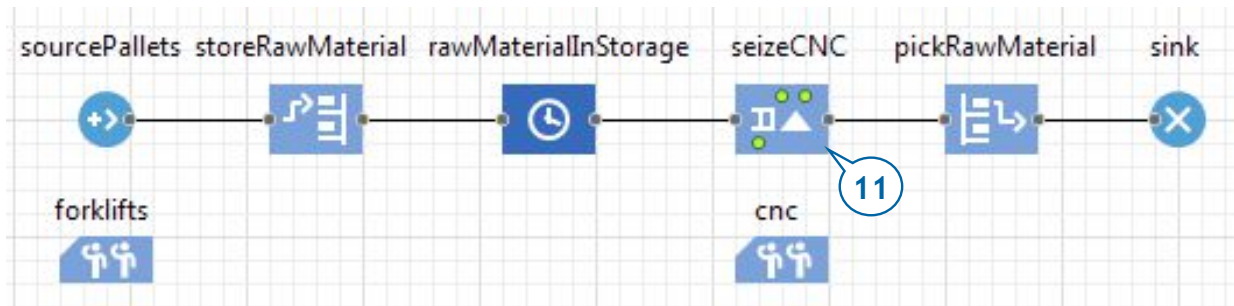 sourcePallets storeRawMaterial rawMaterialInStorage seizeCNC pickRawMaterial sink
11
forklifts cnc